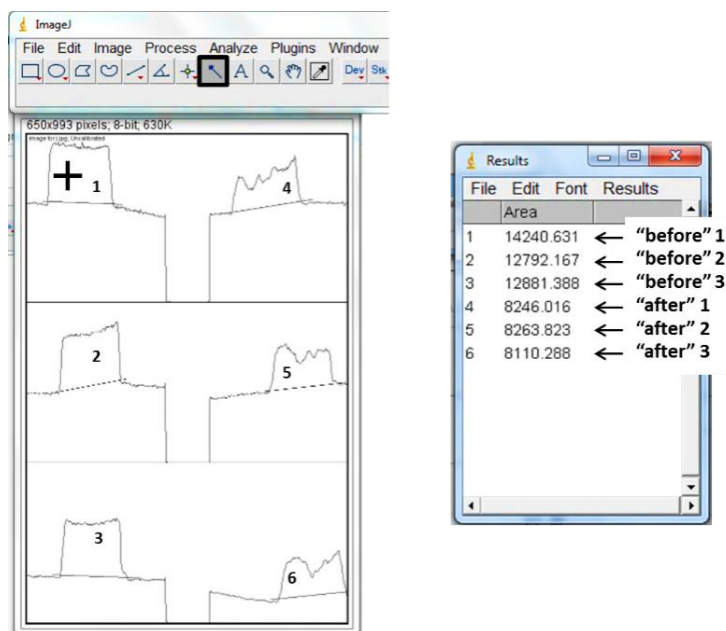 ImageJ
File Edit Image Process Analyze Plugins Window
A Dev Stk
650x993 pixels; 8-bit; 630K
1
4
2
5
3
6
Results
File Edit Font Results
Area
1 14240.631 ← “before” 1
2 12792.167 ← “before” 2
3 12881.388 ← “before” 3
4 8246.016 ← “after” 1
5 8263.823 ← “after” 2
6 8110.288 ← “after” 3